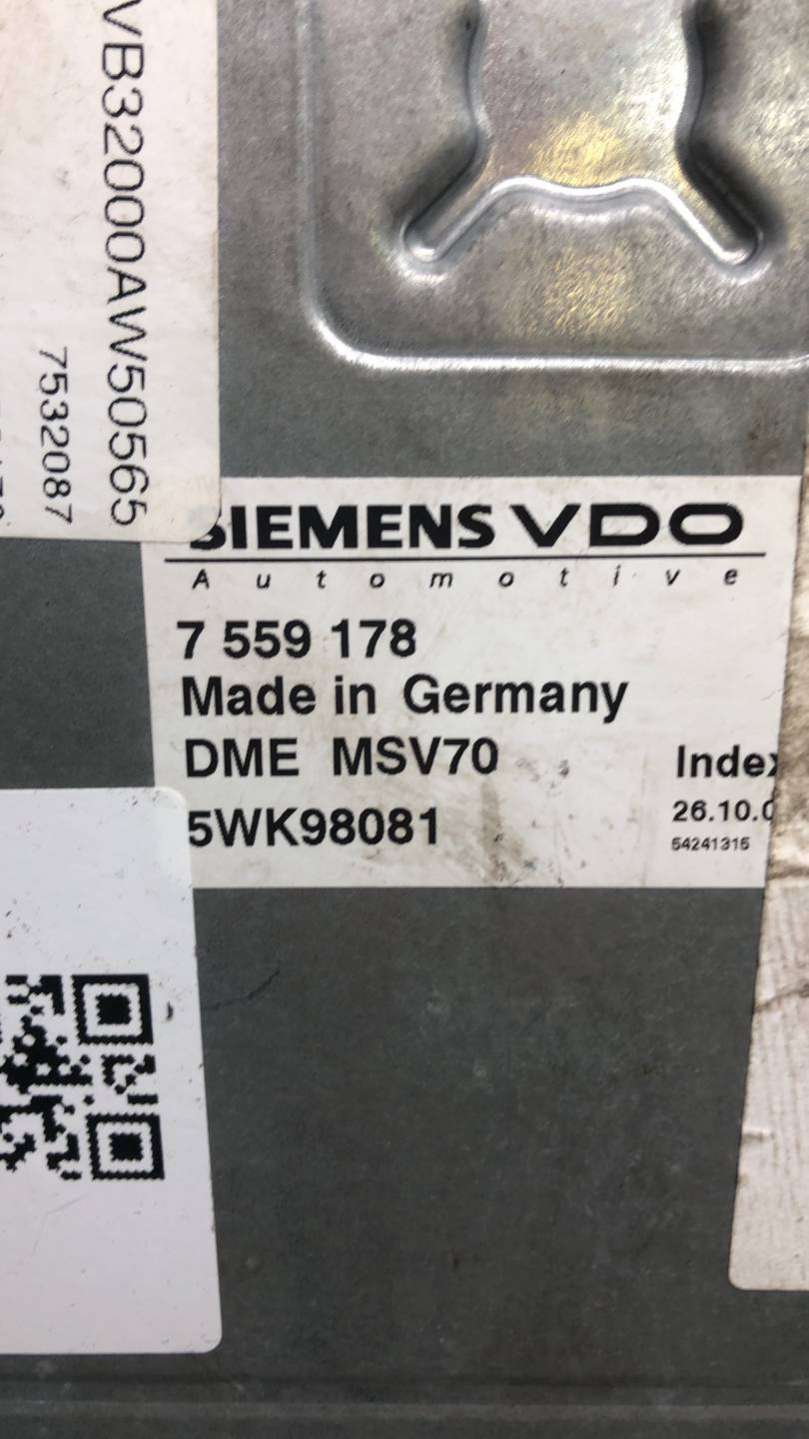 VB32000AW50565
7532087
SIEMENS VDO
Automotive
7 559 178
Made in Germany
DME MSV70
Index
5WK98081
26.10.0
54241315